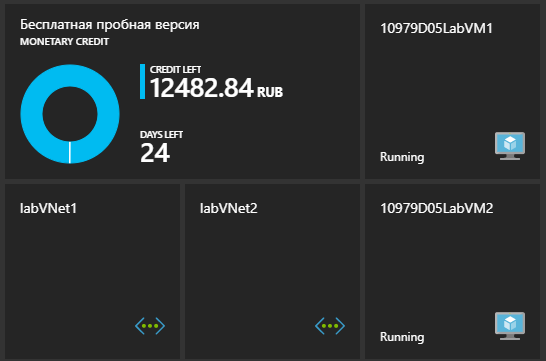 Бесплатная пробная версия
MONETARY CREDIT
CREDIT LEFT
12482.84 RUB
DAYS LEFT
24
10979D05LabVM1
Running
labVNet1
labVNet2
10979D05LabVM2
Running